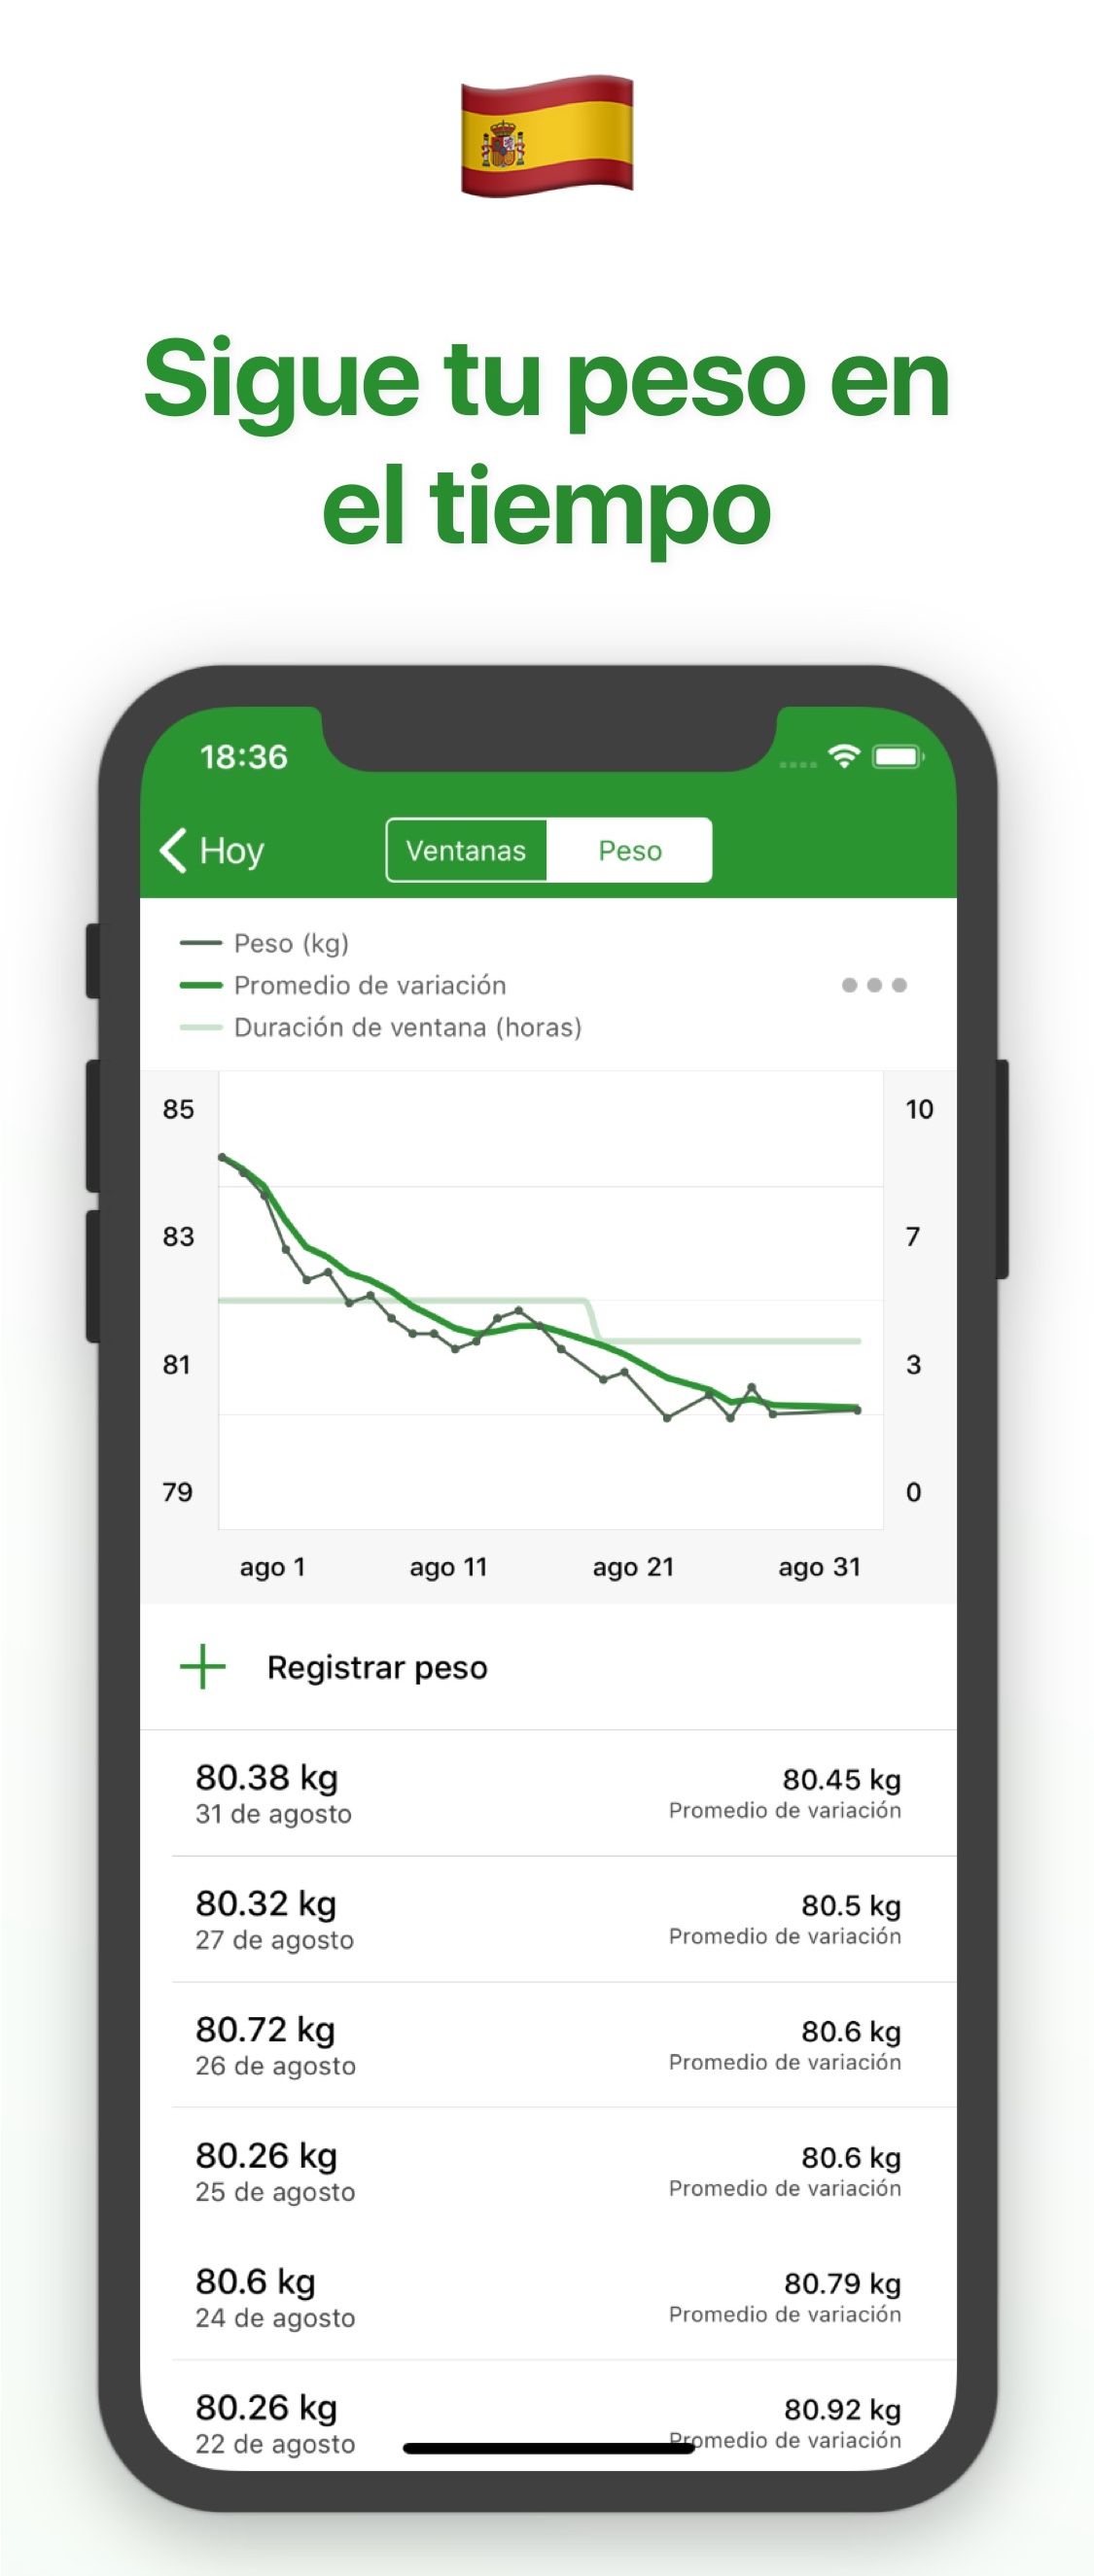 Sigue tu peso en
el tiempo
18:36
Hoy
Ventanas
Peso
Peso (kg)
Promedio de variación
Duración de ventana (horas)
85
10
83
7
81
3
79
0
ago 1
ago 11
ago 21
ago 31
Registrar peso
80.38 kg
31 de agosto
80.45 kg
Promedio de variación
80.32 kg
27 de agosto
80.5 kg
Promedio de variación
80.72 kg
26 de agosto
80.6 kg
Promedio de variación
80.26 kg
25 de agosto
80.6 kg
Promedio de variación
80.6 kg
24 de agosto
80.79 kg
Promedio de variación
80.26 kg
22 de agosto
80.92 kg
Promedio de variación